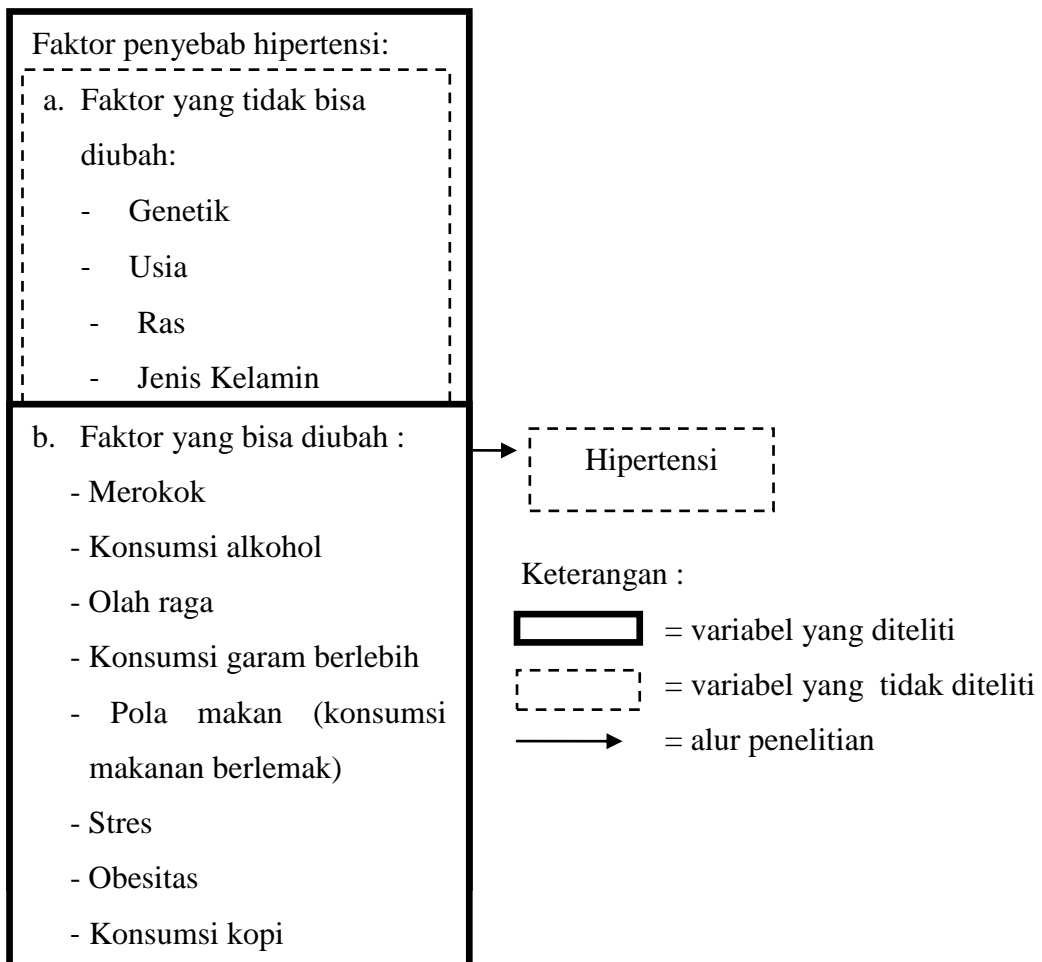 Faktor penyebab hipertensi:
a. Faktor yang tidak bisa
diubah:
- Genetik
- Usia
- Ras
- Jenis Kelamin
b. Faktor yang bisa diubah :
- Merokok
- Konsumsi alkohol
- Olah raga
- Konsumsi garam berlebih
- Pola makan (konsumsi
makanan berlemak)
- Stres
- Obesitas
- Konsumsi kopi
Hipertensi
Keterangan :
= variabel yang diteliti
= variabel yang tidak diteliti
= alur penelitian